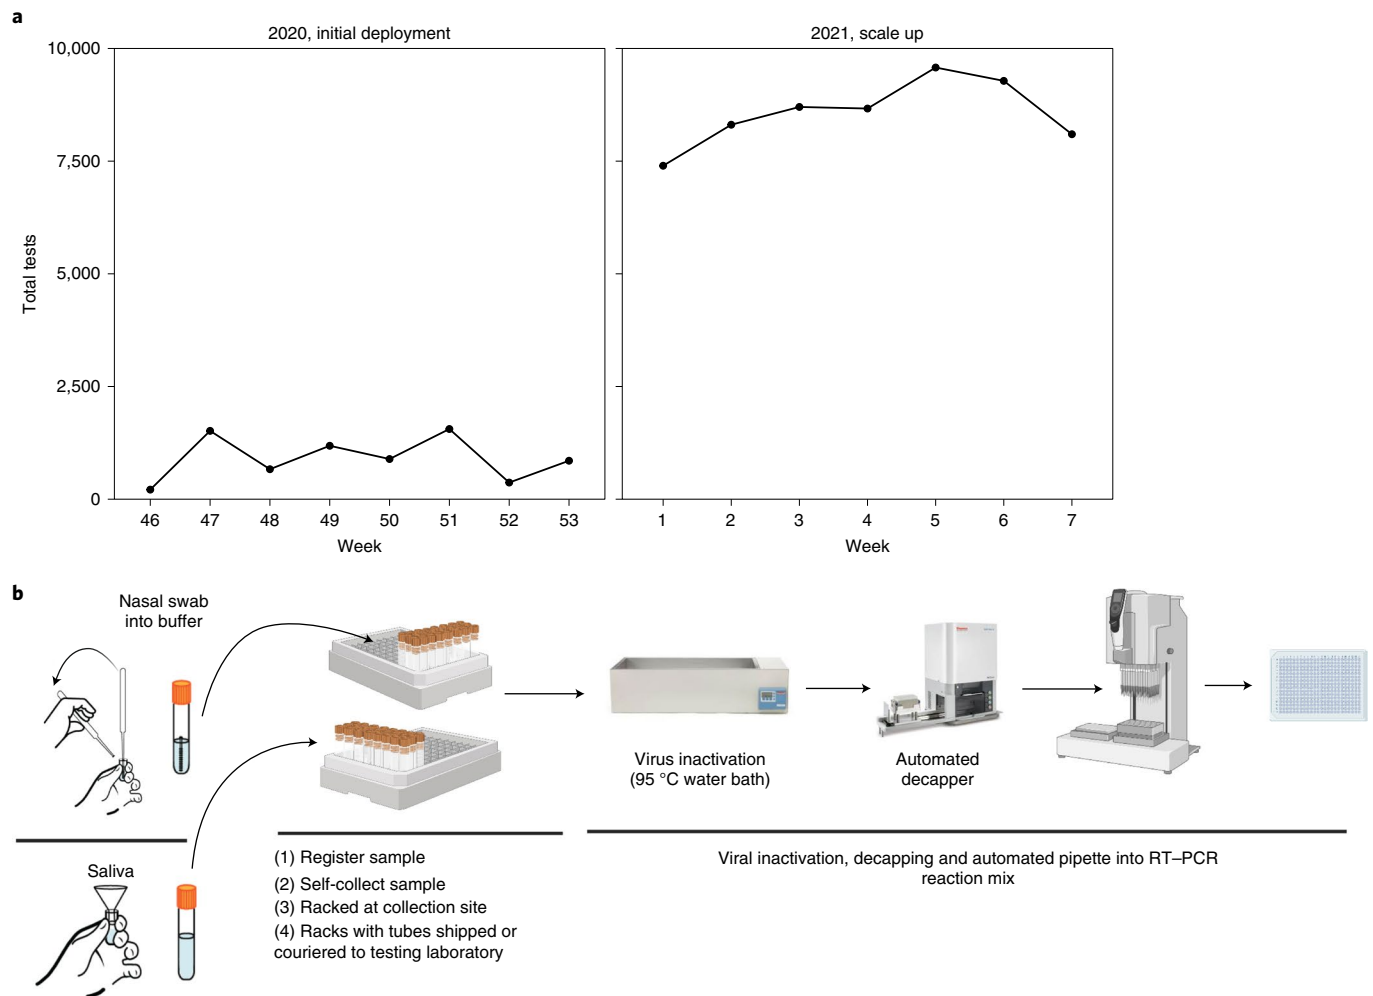 a
2020, initial deployment
2021, scale up
10,000
7,500
5,000
2,500
0
Total tests
46 47 48 49 50 51 52 53
Week
1 2 3 4 5 6 7
Week
b
Nasal swab
into buffer
Saliva
(1) Register sample
(2) Self-collect sample
(3) Racked at collection site
(4) Racks with tubes shipped or
couriered to testing laboratory
Virus inactivation
(95 °C water bath)
Automated
decapper
Viral inactivation, decapping and automated pipette into RT–PCR
reaction mix